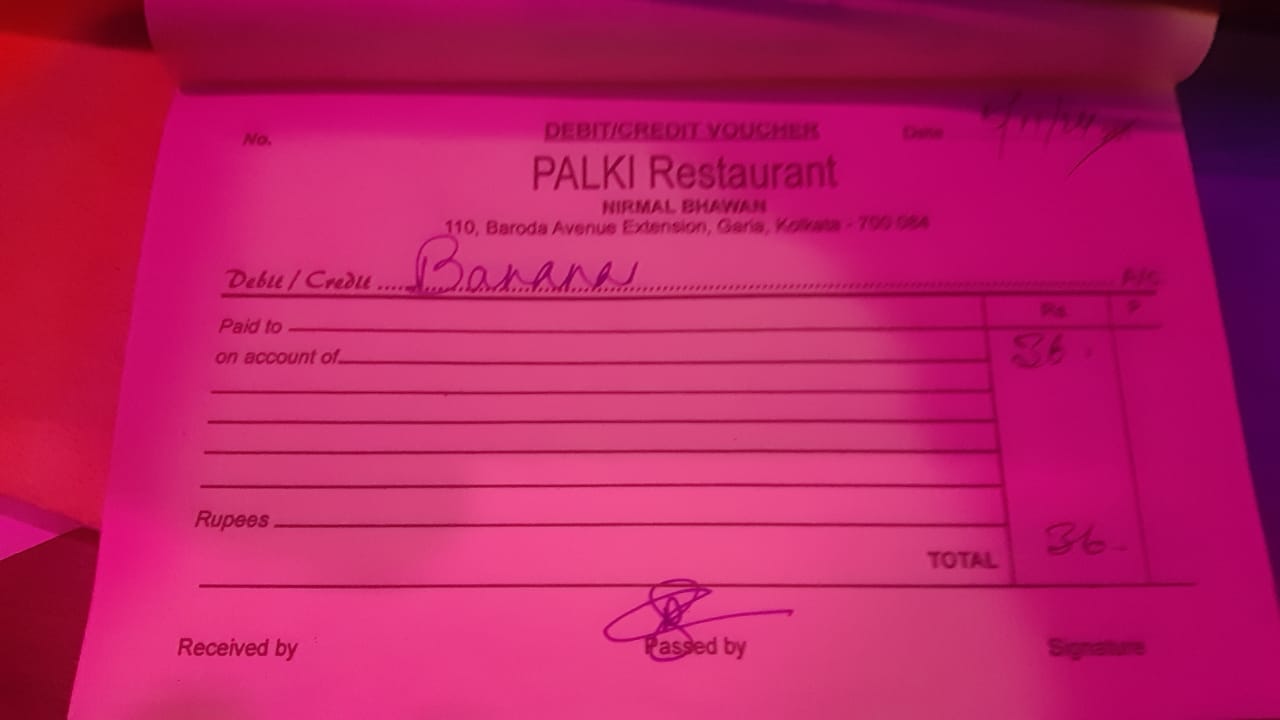 No. DEBIT/CREDIT VOUCHER Date
PALKI Restaurant
NIRMAL BHAWAN
110, Baroda Avenue Extension, Garia, Kolkata - 700 084
Debit / Credit Banana A/c.
Rs. P
Paid to 36
on account of
Rupees
TOTAL 36
Received by Passed by Signature